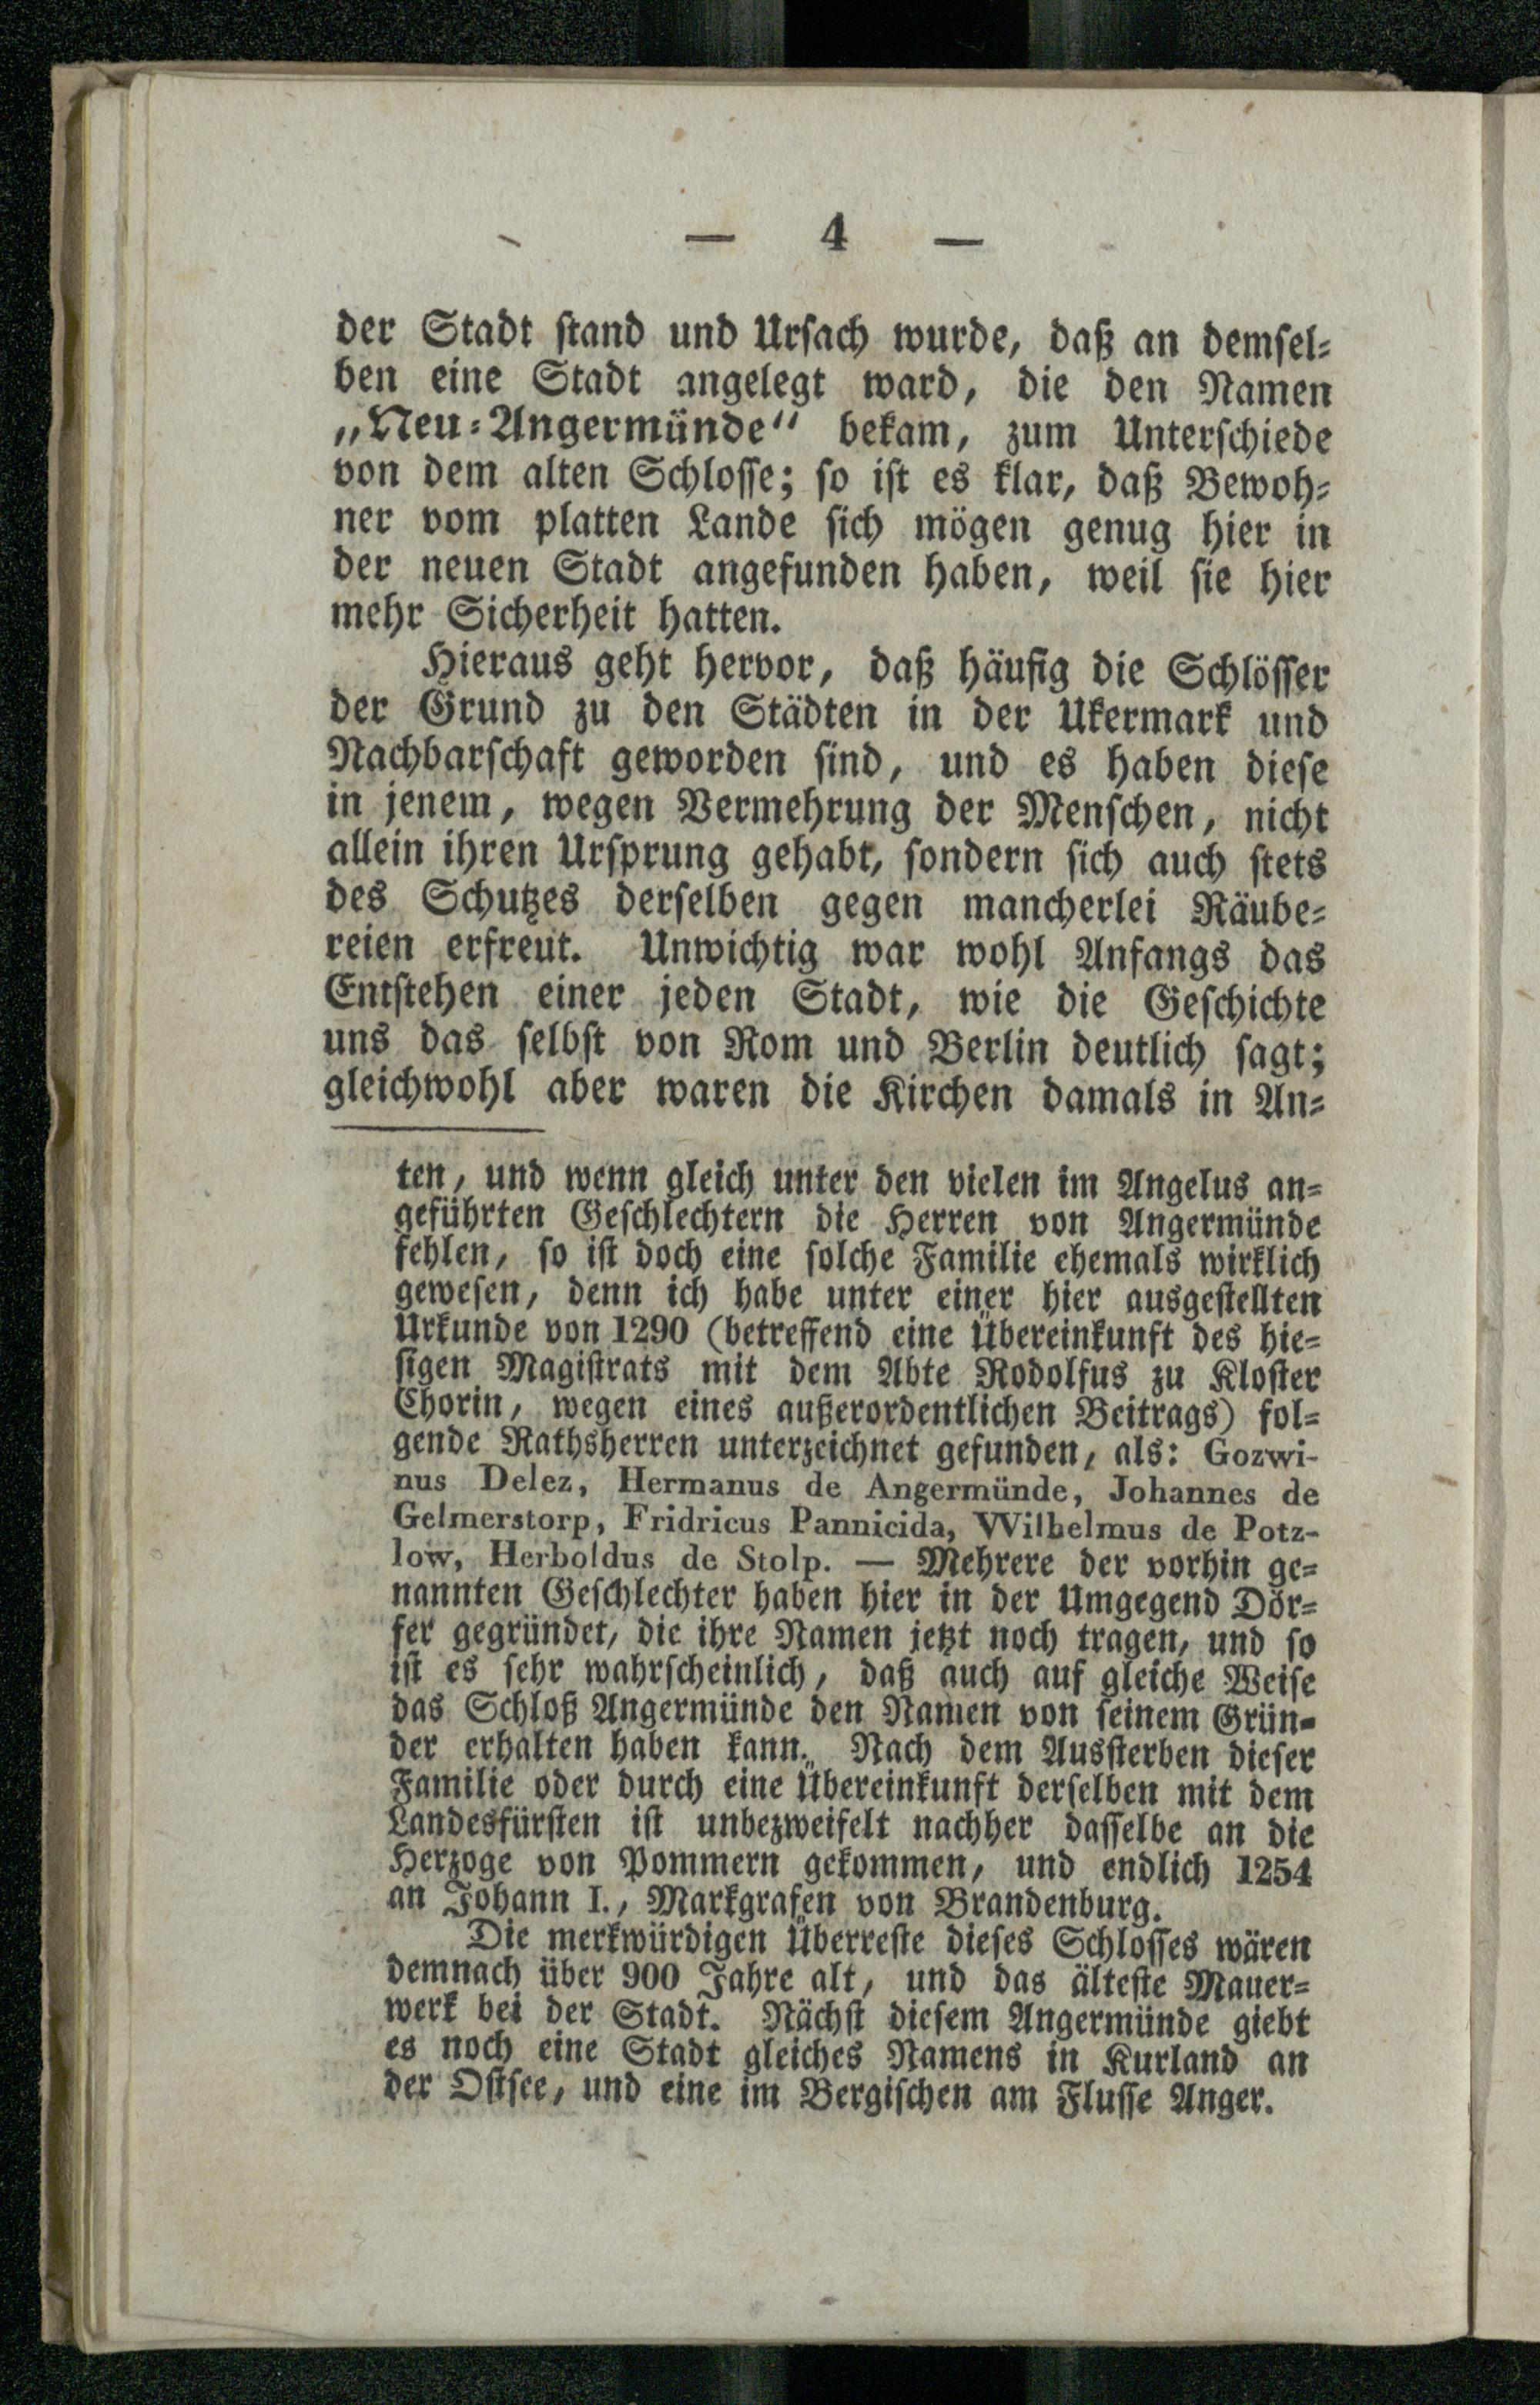 — 4 —
der Stadt stand und Ursach wurde, daß an demsel-
ben eine Stadt angelegt ward, die den Namen
„Neu-Angermünde“ bekam, zum Unterschiede
von dem alten Schlosse; so ist es klar, daß Bewoh-
ner vom platten Lande sich mögen genug hier in
der neuen Stadt angefunden haben, weil sie hier
mehr Sicherheit hatten.
Hieraus geht hervor, daß häufig die Schlösser
der Grund zu den Städten in der Ukermark und
Nachbarschaft geworden sind, und es haben diese
in jenem, wegen Vermehrung der Menschen, nicht
allein ihren Ursprung gehabt, sondern sich auch stets
des Schutzes derselben gegen mancherlei Räube-
reien erfreut. Unwichtig war wohl Anfangs das
Entstehen einer jeden Stadt, wie die Geschichte
uns das selbst von Rom und Berlin deutlich sagt;
gleichwohl aber waren die Kirchen damals in An-
ten, und wenn gleich unter den vielen im Angelus an-
geführten Geschlechtern die Herren von Angermünde
fehlen, so ist doch eine solche Familie ehemals wirklich
gewesen, denn ich habe unter einer hier ausgestellten
Urkunde von 1290 (betreffend eine Übereinkunft des hie-
sigen Magistrats mit dem Abte Rodolfus zu Kloster
Chorin, wegen eines außerordentlichen Beitrags) fol-
gende Rathsherren unterzeichnet gefunden, als: Gozwi-
nus Delez, Hermanus de Angermünde, Johannes de
Gelmerstorp, Fridricus Pannicida, Wilhelmus de Potz-
low, Herboldus de Stolp. — Mehrere der vorhin ge-
nannten Geschlechter haben hier in der Umgegend Dör-
fer gegründet, die ihre Namen jetzt noch tragen, und so
ist es sehr wahrscheinlich, daß auch auf gleiche Weise
das Schloß Angermünde den Namen von seinem Grün-
der erhalten haben kann. Nach dem Aussterben dieser
Familie oder durch eine Übereinkunft derselben mit dem
Landesfürsten ist unbezweifelt nachher dasselbe an die
Herzoge von Pommern gekommen, und endlich 1254
an Johann I., Markgrafen von Brandenburg.
Die merkwürdigen Überreste dieses Schlosses wären
demnach über 900 Jahre alt, und das älteste Mauer-
werk bei der Stadt. Nächst diesem Angermünde giebt
es noch eine Stadt gleiches Namens in Kurland an
der Ostsee, und eine im Bergischen am Flusse Anger.